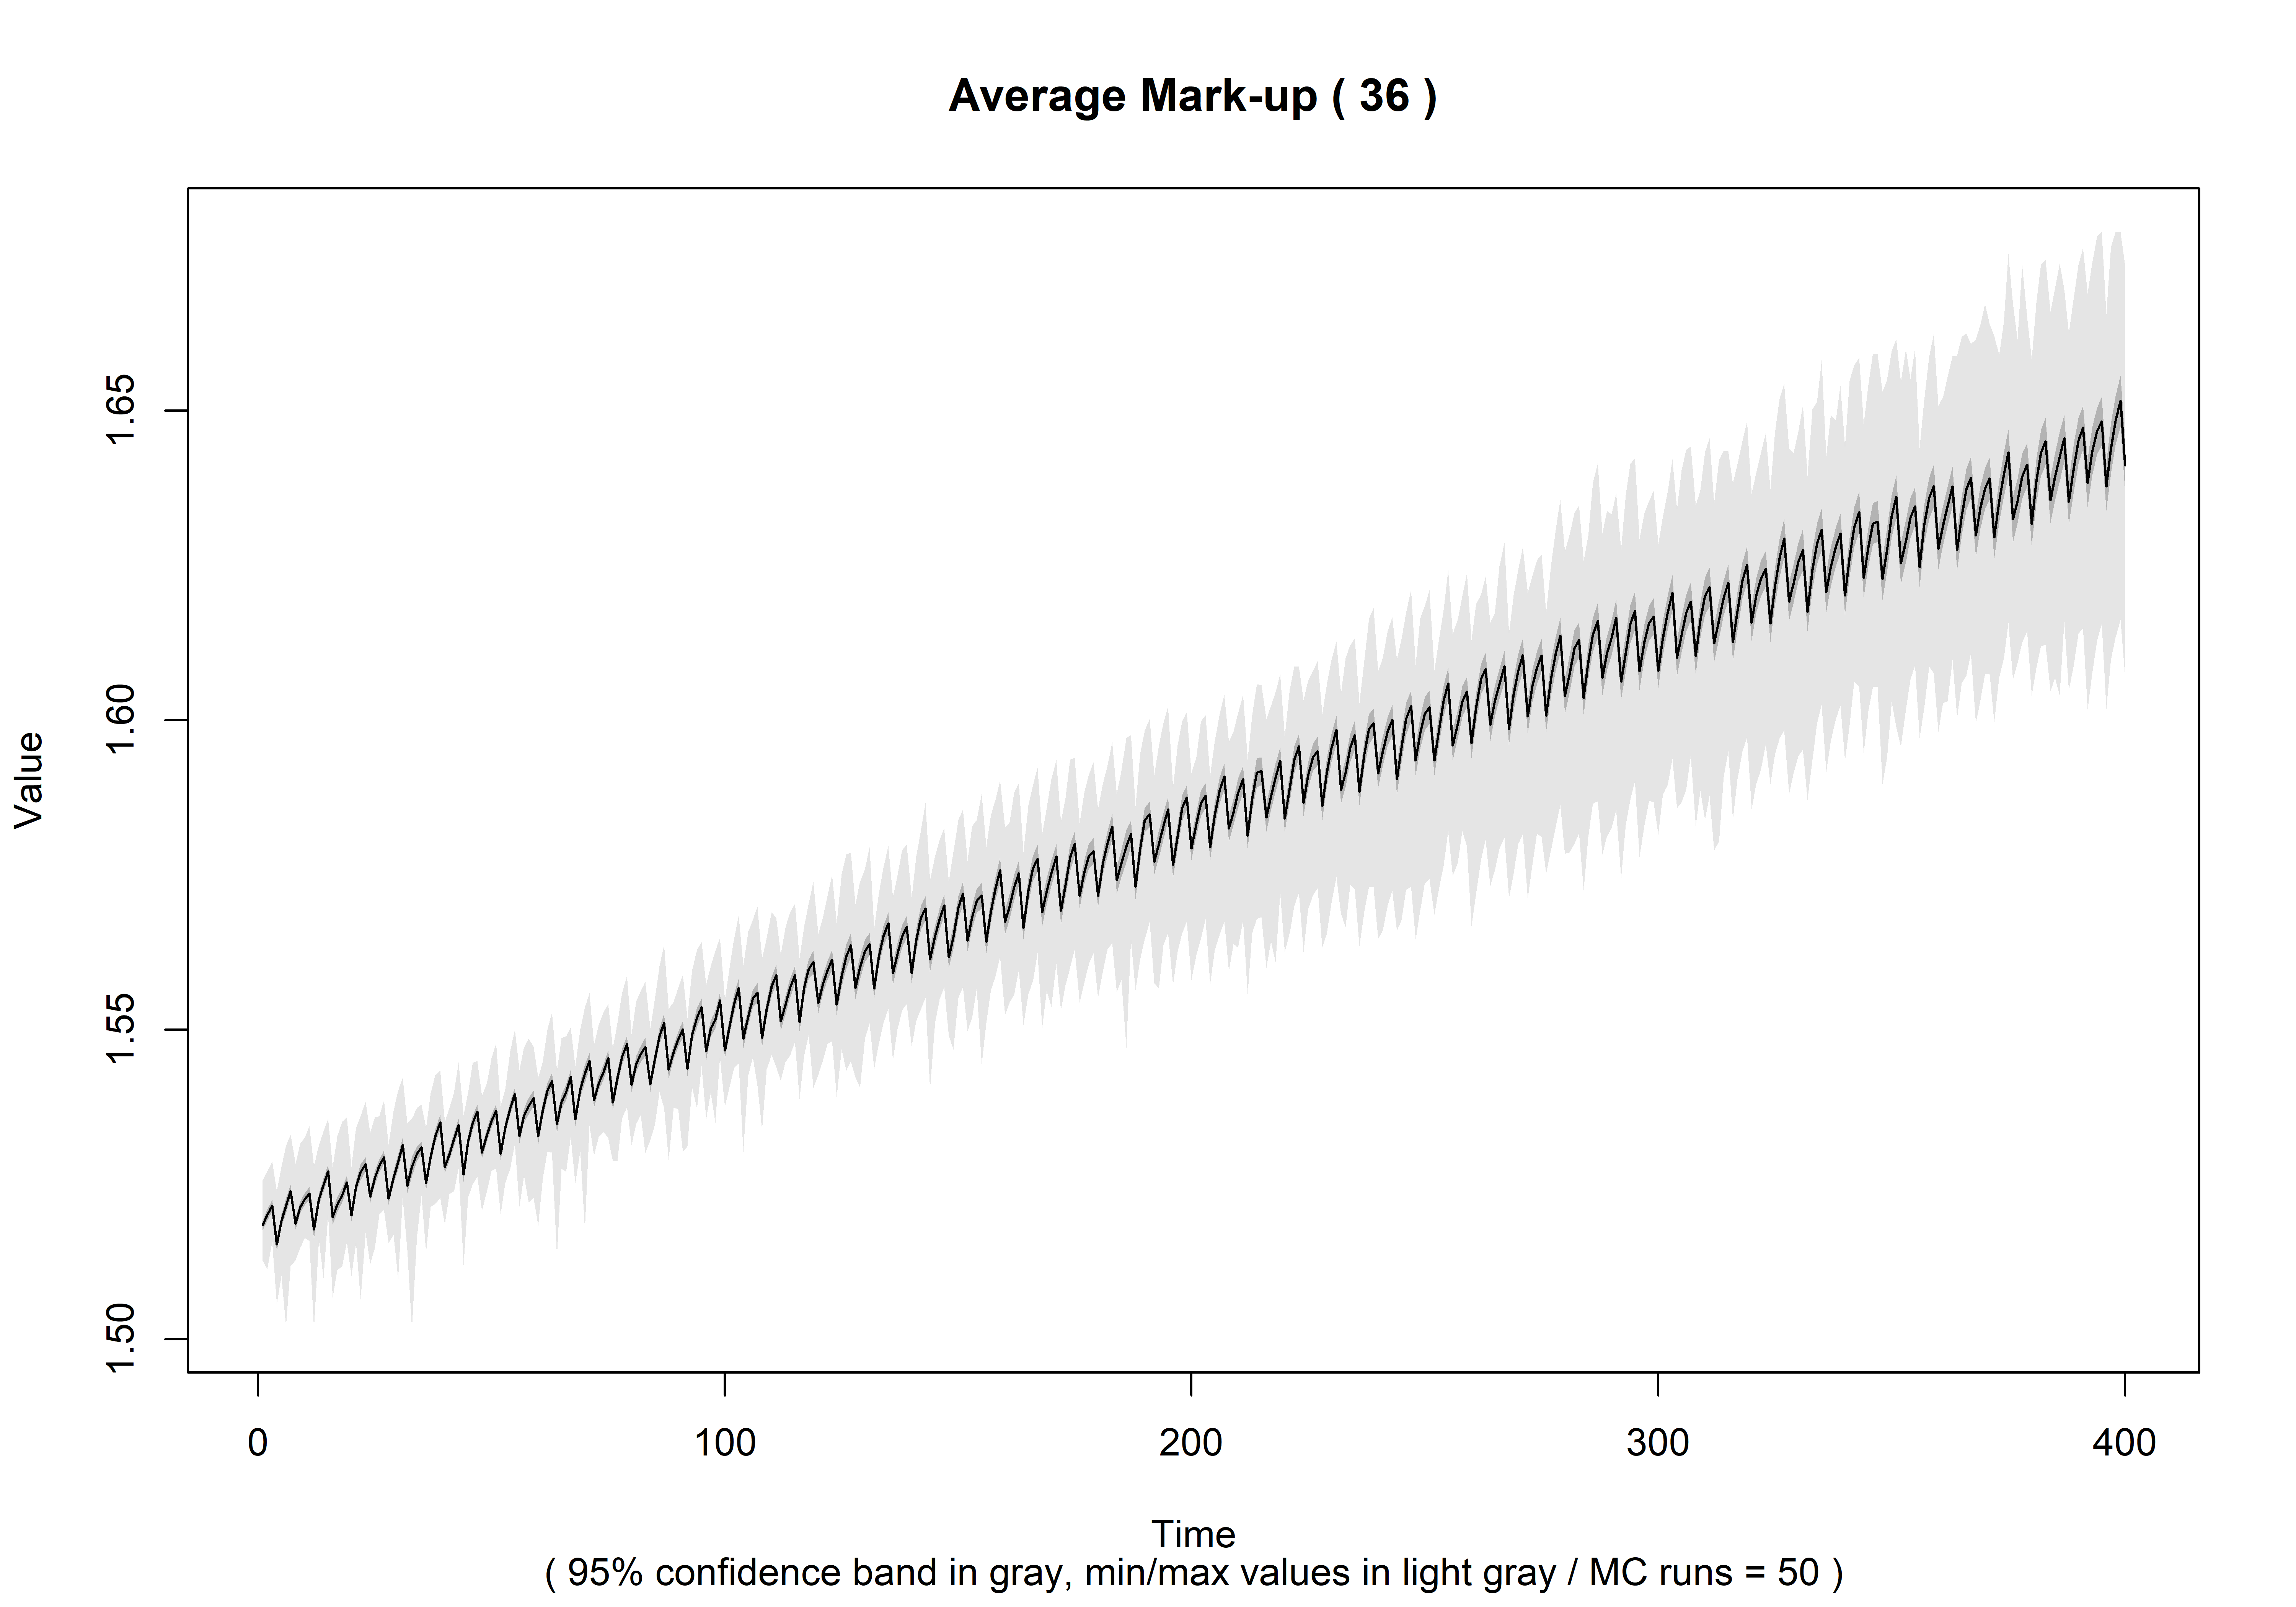 Average Mark-up ( 36 )
Value
1.65
1.60
1.55
1.50
0 100 200 300 400
Time
( 95% confidence band in gray, min/max values in light gray / MC runs = 50 )